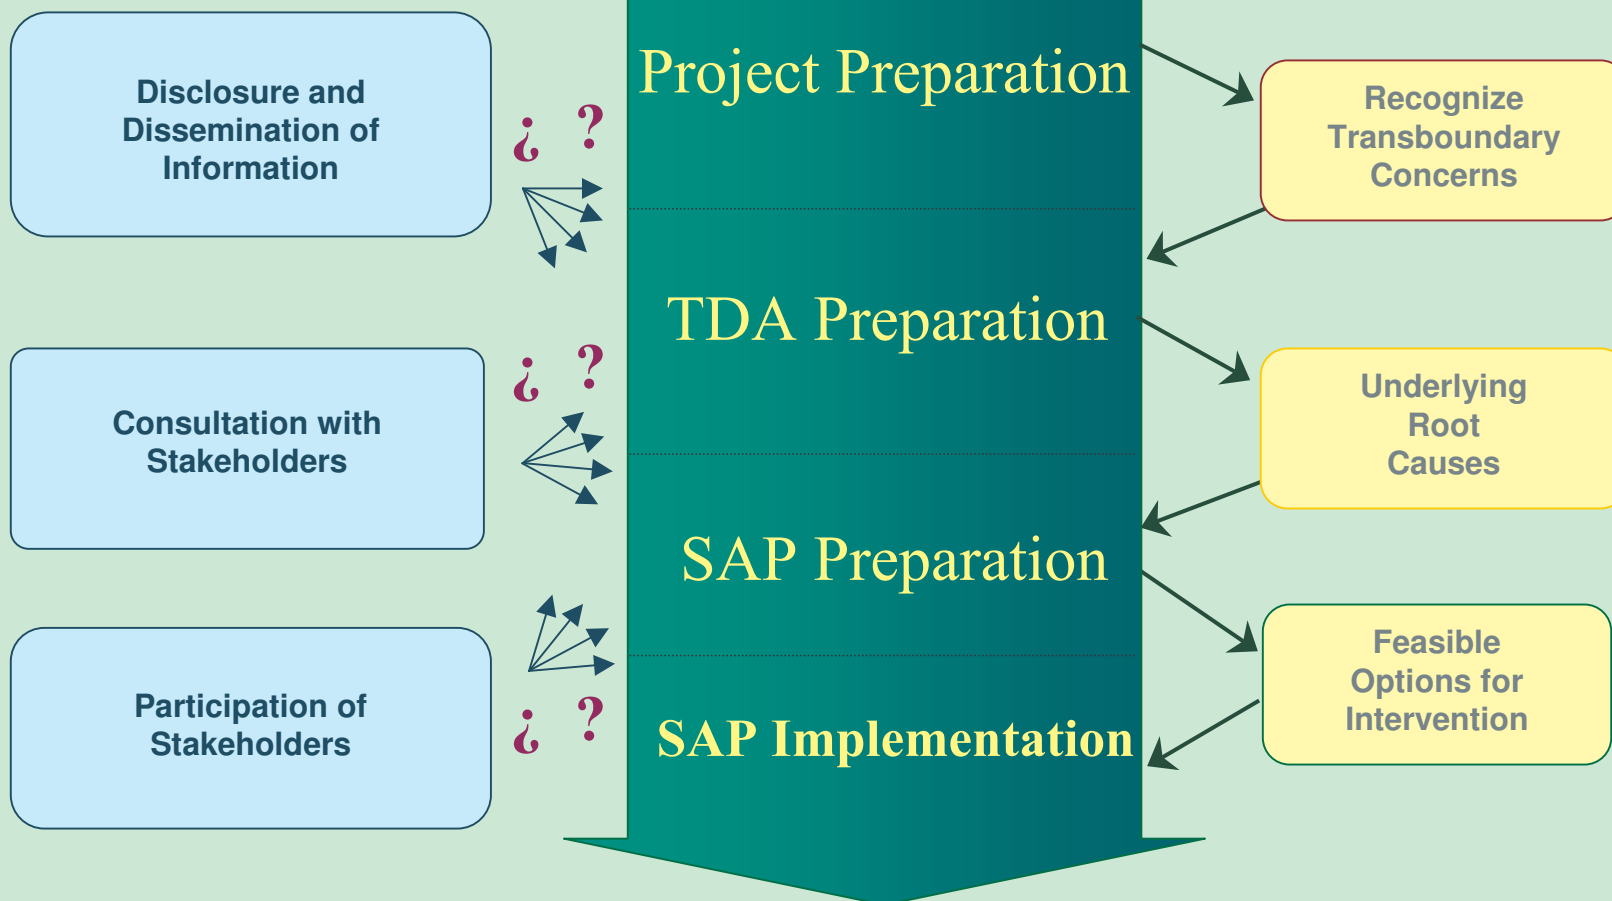 Disclosure and
Dissemination of
Information
¿ ?
Consultation with
Stakeholders
¿ ?
Participation of
Stakeholders
¿ ?
Project Preparation
TDA Preparation
SAP Preparation
SAP Implementation
Recognize
Transboundary
Concerns
Underlying
Root
Causes
Feasible
Options for
Intervention